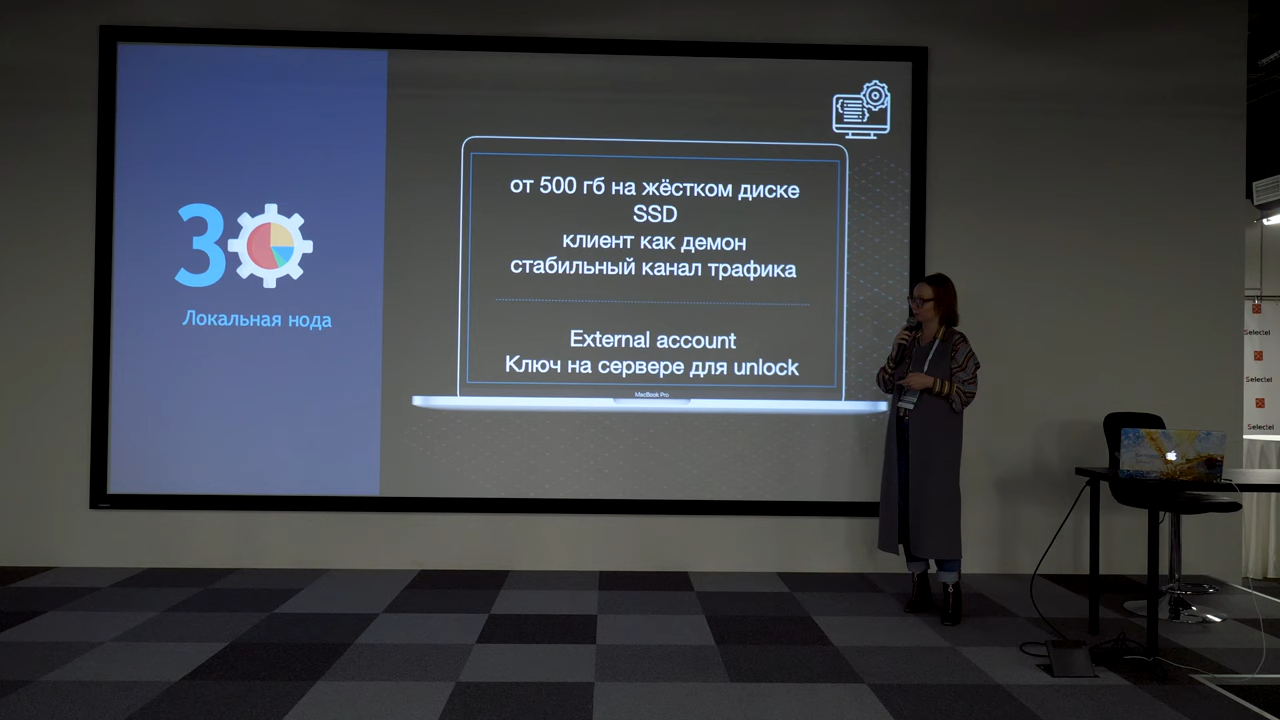 30
Локальная нода
от 500 гб на жёстком диске
SSD
клиент как демон
стабильный канал трафика
External account
Ключ на сервере для unlock
MacBook Pro
Selectel
Selectel
Selectel